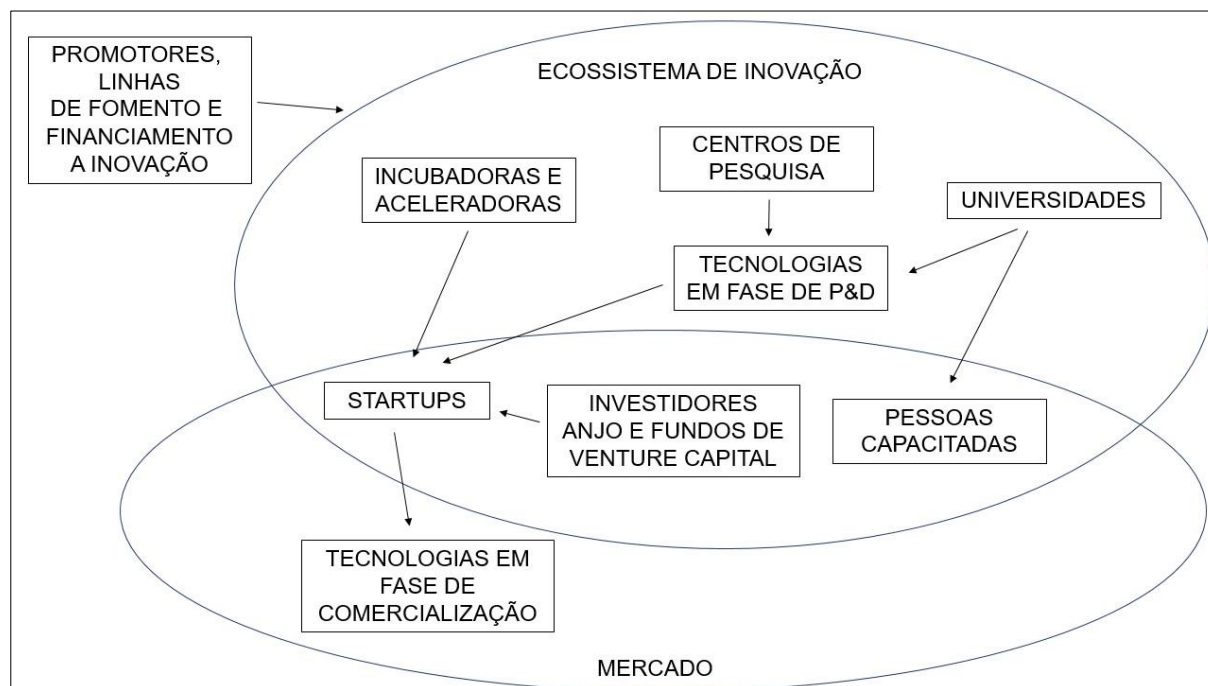 PROMOTORES,
LINHAS
DE FOMENTO E
FINANCIAMENTO
A INOVAÇÃO
ECOSSISTEMA DE INOVAÇÃO
CENTROS DE
PESQUISA
INCUBADORAS E
ACELERADORAS
UNIVERSIDADES
TECNOLOGIAS
EM FASE DE P&D
STARTUPS
INVESTIDORES
ANJO E FUNDOS DE
VENTURE CAPITAL
PESSOAS
CAPACITADAS
TECNOLOGIAS EM
FASE DE
COMERCIALIZAÇÃO
MERCADO